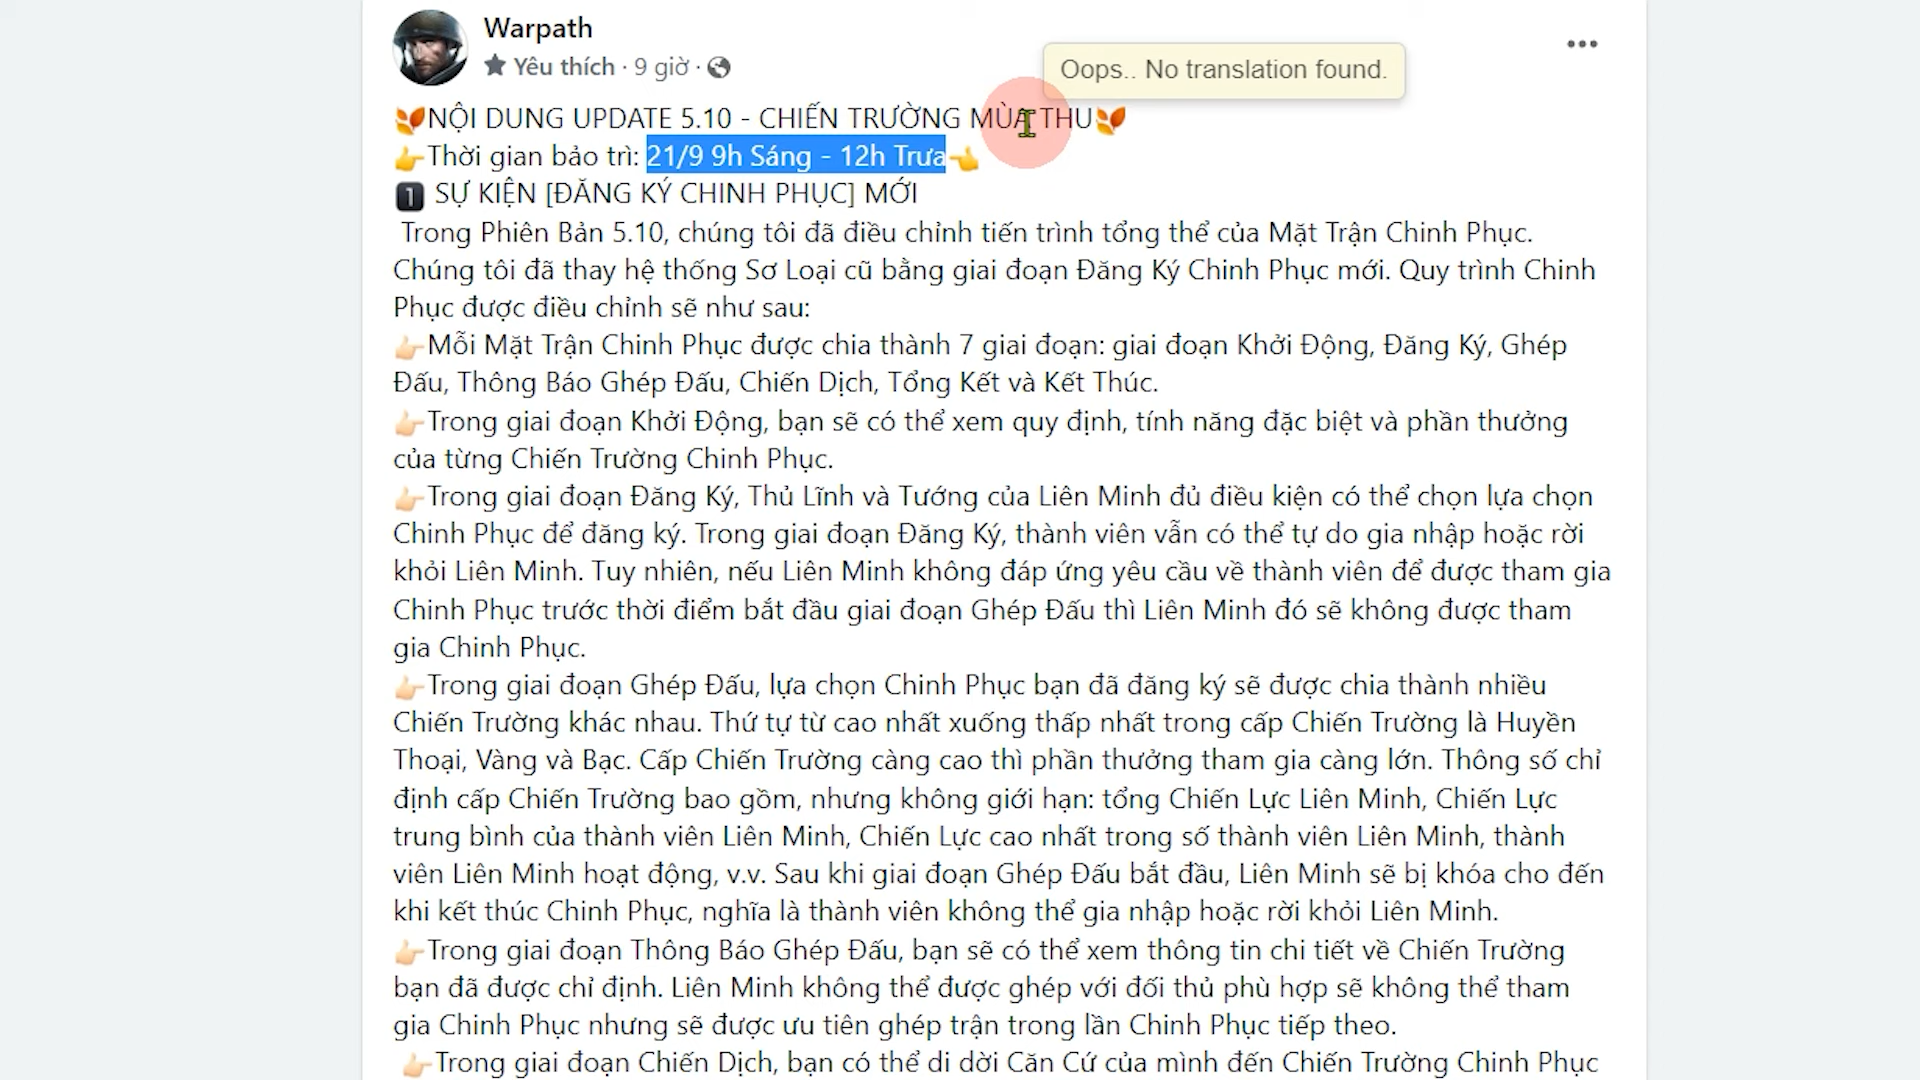 Warpath
Yêu thích · 9 giờ ·
Oops.. No translation found.
NỘI DUNG UPDATE 5.10 - CHIẾN TRƯỜNG MÙA THU
Thời gian bảo trì: 21/9 9h Sáng - 12h Trưa
1 SỰ KIỆN [ĐĂNG KÝ CHINH PHỤC] MỚI
Trong Phiên Bản 5.10, chúng tôi đã điều chỉnh tiến trình tổng thể của Mặt Trận Chinh Phục.
Chúng tôi đã thay hệ thống Sơ Loại cũ bằng giai đoạn Đăng Ký Chinh Phục mới. Quy trình Chinh
Phục được điều chỉnh sẽ như sau:
Mỗi Mặt Trận Chinh Phục được chia thành 7 giai đoạn: giai đoạn Khởi Động, Đăng Ký, Ghép
Đấu, Thông Báo Ghép Đấu, Chiến Dịch, Tổng Kết và Kết Thúc.
Trong giai đoạn Khởi Động, bạn sẽ có thể xem quy định, tính năng đặc biệt và phần thưởng
của từng Chiến Trường Chinh Phục.
Trong giai đoạn Đăng Ký, Thủ Lĩnh và Tướng của Liên Minh đủ điều kiện có thể chọn lựa chọn
Chinh Phục để đăng ký. Trong giai đoạn Đăng Ký, thành viên vẫn có thể tự do gia nhập hoặc rời
khỏi Liên Minh. Tuy nhiên, nếu Liên Minh không đáp ứng yêu cầu về thành viên để được tham gia
Chinh Phục trước thời điểm bắt đầu giai đoạn Ghép Đấu thì Liên Minh đó sẽ không được tham
gia Chinh Phục.
Trong giai đoạn Ghép Đấu, lựa chọn Chinh Phục bạn đã đăng ký sẽ được chia thành nhiều
Chiến Trường khác nhau. Thứ tự từ cao nhất xuống thấp nhất trong cấp Chiến Trường là Huyền
Thoại, Vàng và Bạc. Cấp Chiến Trường càng cao thì phần thưởng tham gia càng lớn. Thông số chỉ
định cấp Chiến Trường bao gồm, nhưng không giới hạn: tổng Chiến Lực Liên Minh, Chiến Lực
trung bình của thành viên Liên Minh, Chiến Lực cao nhất trong số thành viên Liên Minh, thành
viên Liên Minh hoạt động, v.v. Sau khi giai đoạn Ghép Đấu bắt đầu, Liên Minh sẽ bị khóa cho đến
khi kết thúc Chinh Phục, nghĩa là thành viên không thể gia nhập hoặc rời khỏi Liên Minh.
Trong giai đoạn Thông Báo Ghép Đấu, bạn sẽ có thể xem thông tin chi tiết về Chiến Trường
bạn đã được chỉ định. Liên Minh không thể được ghép với đối thủ phù hợp sẽ không thể tham
gia Chinh Phục nhưng sẽ được ưu tiên ghép trận trong lần Chinh Phục tiếp theo.
Trong giai đoạn Chiến Dịch, bạn có thể di dời Căn Cứ của mình đến Chiến Trường Chinh Phục